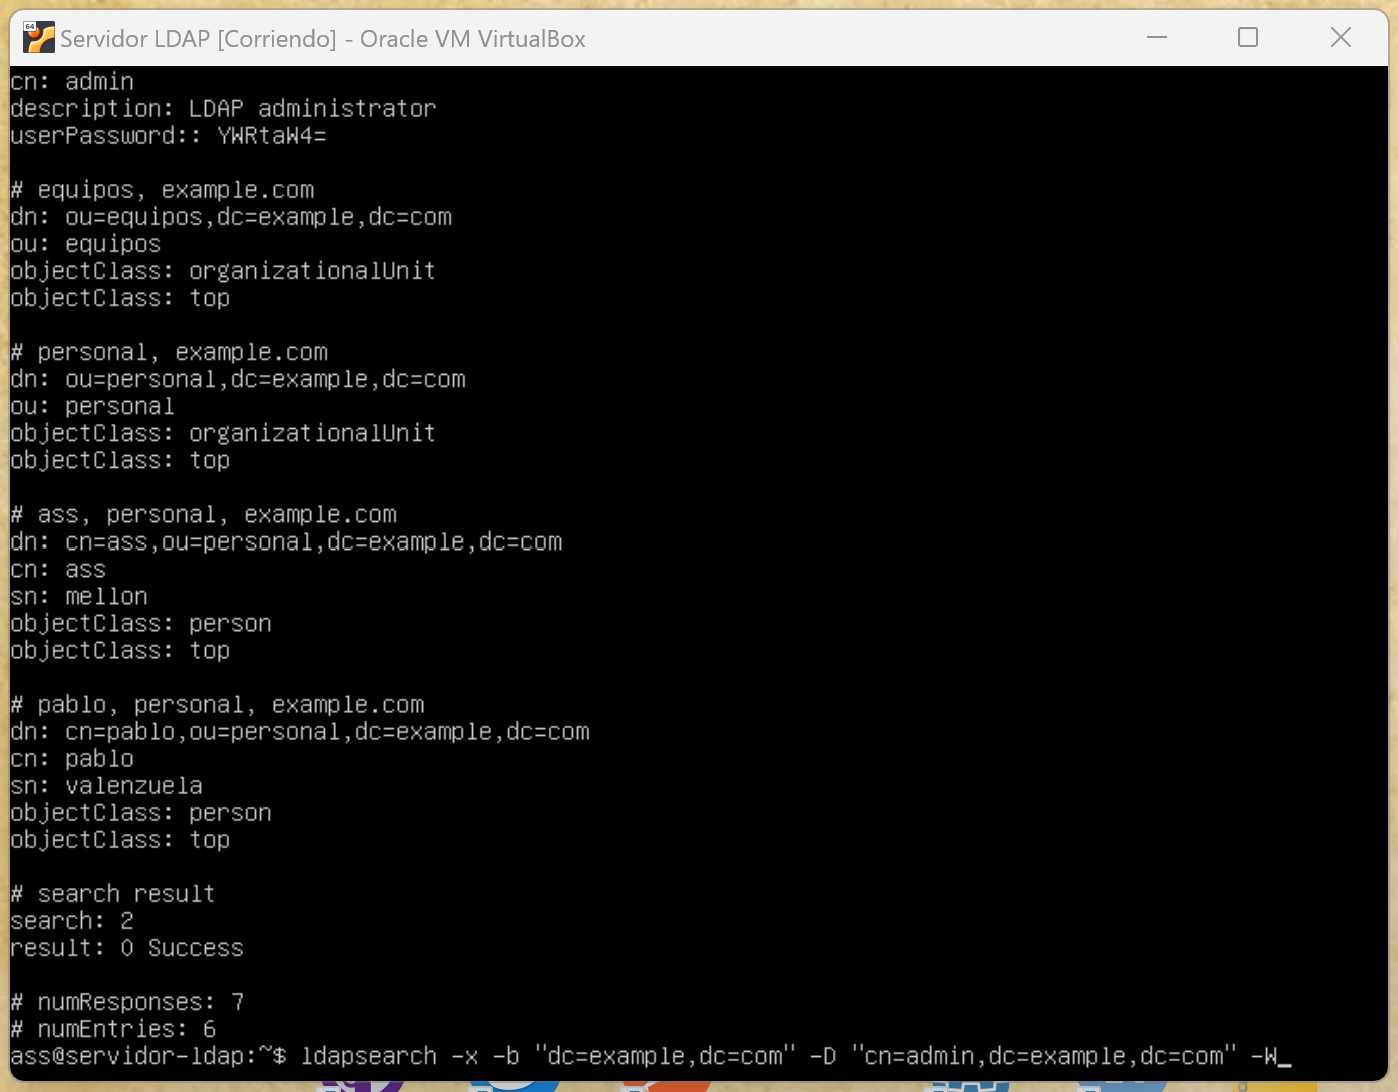 64
Servidor LDAP [Corriendo] - Oracle VM VirtualBox
cn: admin
description: LDAP administrator
userPassword:: YWRtaW4=
# equipos, example.com
dn: ou=equipos,dc=example,dc=com
ou: equipos
objectClass: organizationalUnit
objectClass: top
# personal, example.com
dn: ou=personal,dc=example,dc=com
ou: personal
objectClass: organizationalUnit
objectClass: top
# ass, personal, example.com
dn: cn=ass,ou=personal,dc=example,dc=com
cn: ass
sn: mellon
objectClass: person
objectClass: top
# pablo, personal, example.com
dn: cn=pablo,ou=personal,dc=example,dc=com
cn: pablo
sn: valenzuela
objectClass: person
objectClass: top
# search result
search: 2
result: 0 Success
# numResponses: 7
# numEntries: 6
ass@servidor-ldap:~$ ldapsearch -x -b "dc=example,dc=com" -D "cn=admin,dc=example,dc=com" -W_